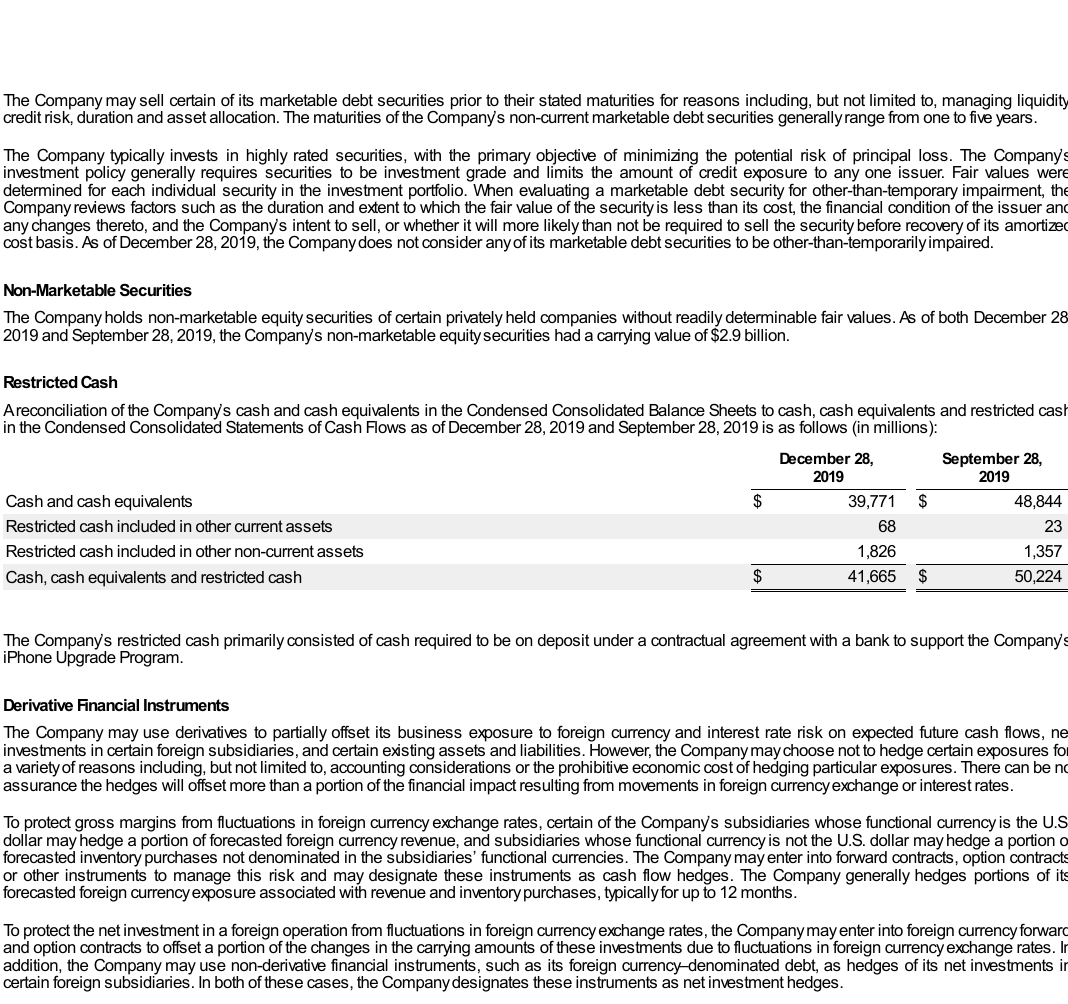 The Company may sell certain of its marketable debt securities prior to their stated maturities for reasons including, but not limited to, managing liquidity
credit risk, duration and asset allocation. The maturities of the Company's non-current marketable debt securities generally range from one to five years.
The Company typically invests in highly rated securities, with the primary objective of minimizing the potential risk of principal loss. The Company's
investment policy generally requires securities to be investment grade and limits the amount of credit exposure to any one issuer. Fair values were
determined for each individual security in the investment portfolio. When evaluating a marketable debt security for other-than-temporary impairment, the
Company reviews factors such as the duration and extent to which the fair value of the security is less than its cost, the financial condition of the issuer and
any changes thereto, and the Company's intent to sell, or whether it will more likely than not be required to sell the security before recovery of its amortized
cost basis. As of December 28, 2019, the Company does not consider any of its marketable debt securities to be other-than-temporarily impaired.
Non-Marketable Securities
The Company holds non-marketable equity securities of certain privately held companies without readily determinable fair values. As of both December 28
2019 and September 28, 2019, the Company's non-marketable equity securities had a carrying value of $2.9 billion.
Restricted Cash
A reconciliation of the Company's cash and cash equivalents in the Condensed Consolidated Balance Sheets to cash, cash equivalents and restricted cash
in the Condensed Consolidated Statements of Cash Flows as of December 28, 2019 and September 28, 2019 is as follows (in millions):
December 28, 2019 September 28, 2019
Cash and cash equivalents $ 39,771 $ 48,844
Restricted cash included in other current assets 68 23
Restricted cash included in other non-current assets 1,826 1,357
Cash, cash equivalents and restricted cash $ 41,665 $ 50,224
The Company's restricted cash primarily consisted of cash required to be on deposit under a contractual agreement with a bank to support the Company's
iPhone Upgrade Program.
Derivative Financial Instruments
The Company may use derivatives to partially offset its business exposure to foreign currency and interest rate risk on expected future cash flows, ne
investments in certain foreign subsidiaries, and certain existing assets and liabilities. However, the Company may choose not to hedge certain exposures for
a variety of reasons including, but not limited to, accounting considerations or the prohibitive economic cost of hedging particular exposures. There can be no
assurance the hedges will offset more than a portion of the financial impact resulting from movements in foreign currency exchange or interest rates.
To protect gross margins from fluctuations in foreign currency exchange rates, certain of the Company's subsidiaries whose functional currency is the U.S
dollar may hedge a portion of forecasted foreign currency revenue, and subsidiaries whose functional currency is not the U.S. dollar may hedge a portion o
forecasted inventory purchases not denominated in the subsidiaries' functional currencies. The Company may enter into forward contracts, option contracts
or other instruments to manage this risk and may designate these instruments as cash flow hedges. The Company generally hedges portions of its
forecasted foreign currency exposure associated with revenue and inventory purchases, typically for up to 12 months.
To protect the net investment in a foreign operation from fluctuations in foreign currency exchange rates, the Company may enter into foreign currency forward
and option contracts to offset a portion of the changes in the carrying amounts of these investments due to fluctuations in foreign currency exchange rates. In
addition, the Company may use non-derivative financial instruments, such as its foreign currency–denominated debt, as hedges of its net investments in
certain foreign subsidiaries. In both of these cases, the Company designates these instruments as net investment hedges.